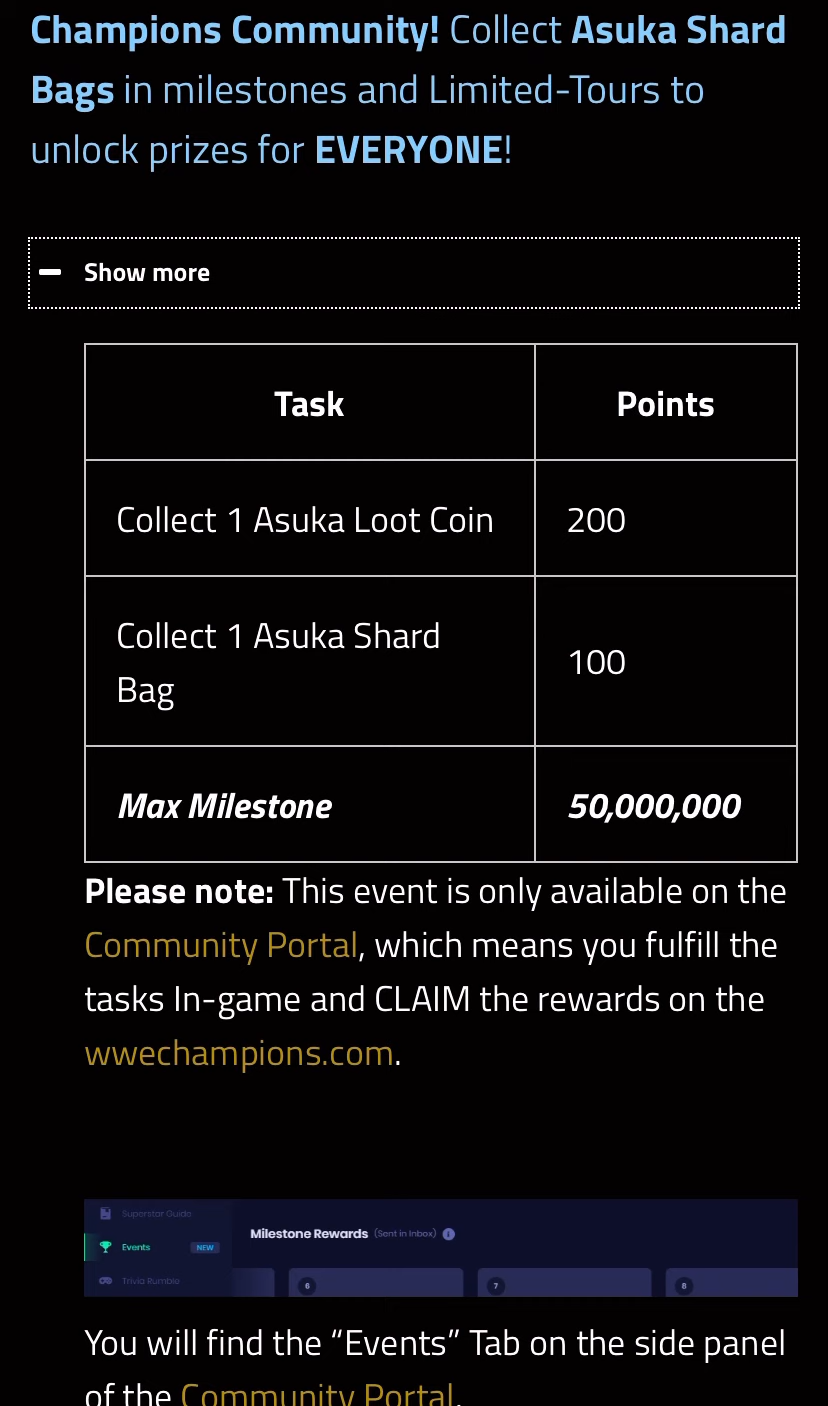 Champions Community! Collect Asuka Shard
Bags in milestones and Limited-Tours to
unlock prizes for EVERYONE!
Show more
Task Points
Collect 1 Asuka Loot Coin 200
Collect 1 Asuka Shard
Bag 100
Max Milestone 50,000,000
Please note: This event is only available on the
Community Portal, which means you fulfill the
tasks In-game and CLAIM the rewards on the
wwechampions.com.
Superstar Guide
Milestone Rewards (Sent in Inbox) i
Events NEW
Trivia Rumble
6 7 8
You will find the “Events” Tab on the side panel
of the Community Portal.